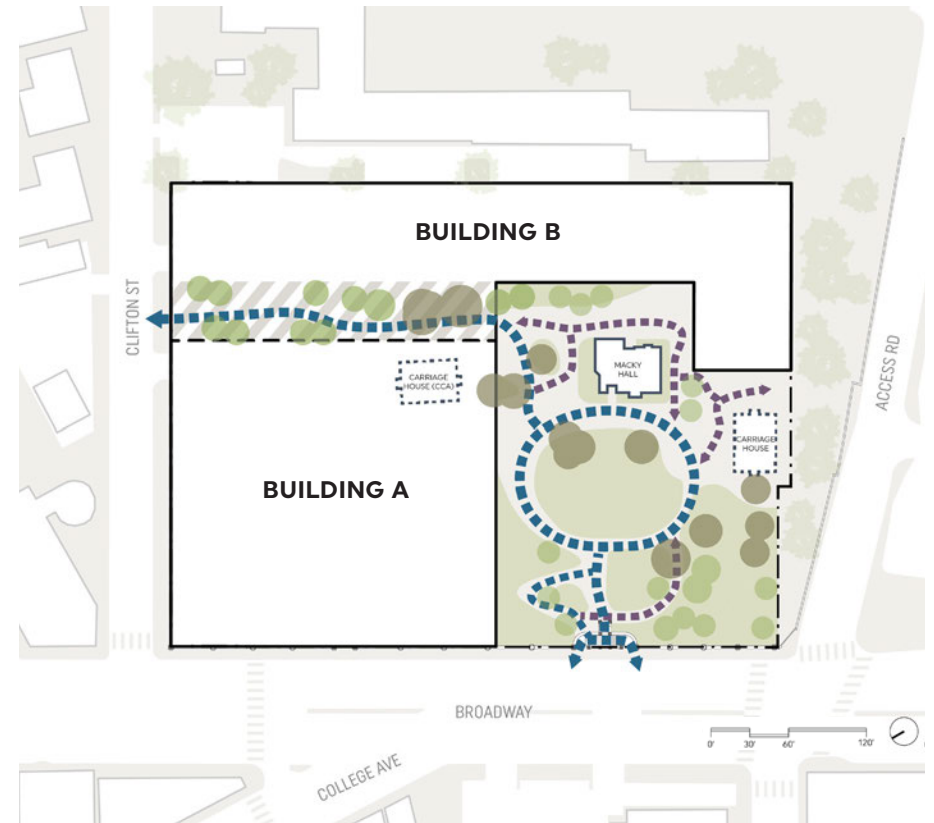 BUILDING B
CLIFTON ST
MACKY
HALL
CARRIAGE
HOUSE (CCA)
ACCESS RD
CARRIAGE
HOUSE
BUILDING A
BROADWAY
0'
30'
60'
120'
COLLEGE AVE